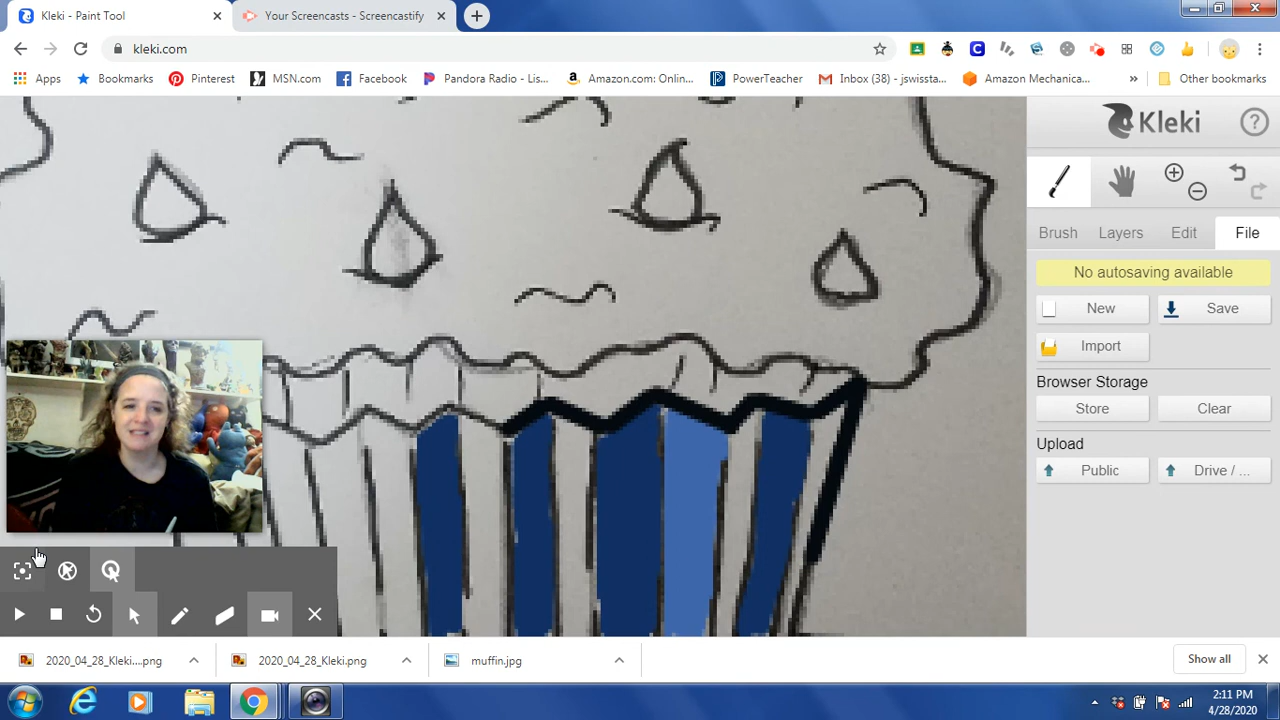 Kleki - Paint Tool
Your Screencasts - Screencastify
kleki.com
Apps Bookmarks Pinterest MSN.com Facebook Pandora Radio - Lis... Amazon.com: Onlin... PowerTeacher Inbox (38) - jswissta... Amazon Mechanica... » Other bookmarks
Kleki
Brush Layers Edit File
No autosaving available
New Save
Import
Browser Storage
Store Clear
Upload
Public Drive / ...
2020_04_28_Kleki....png 2020_04_28_Kleki.png muffin.jpg Show all
2:11 PM
4/28/2020